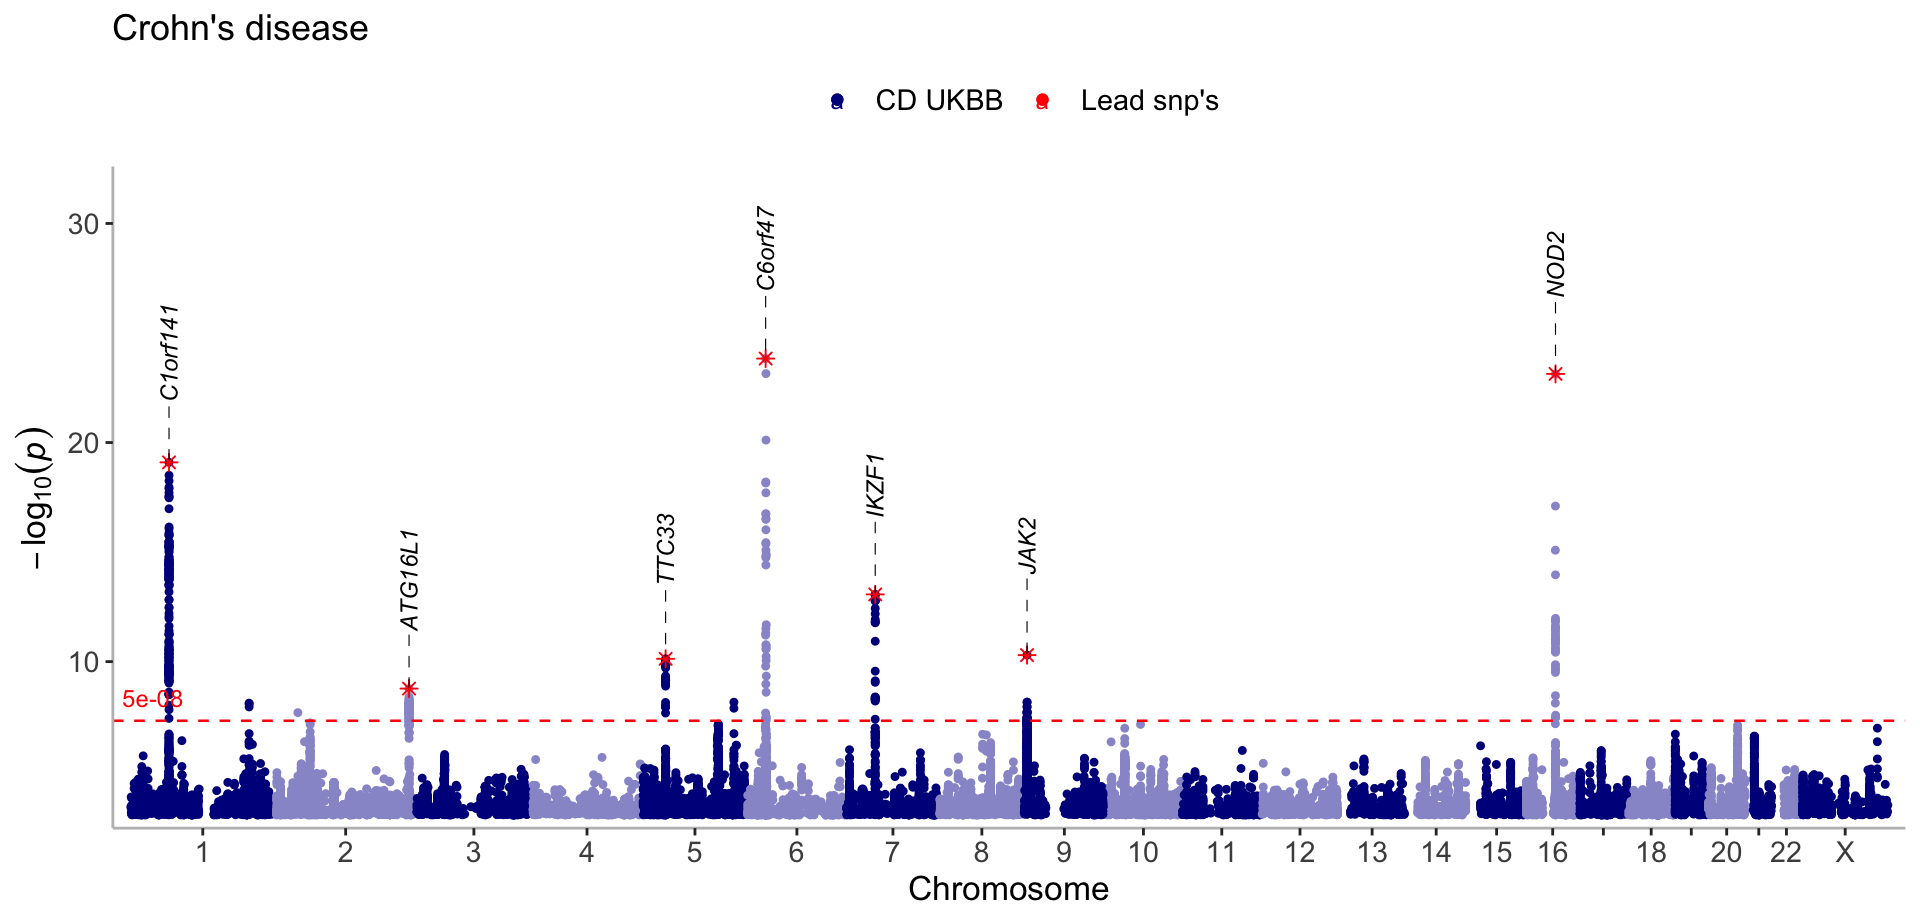 Crohn's disease
CD UKBB
Lead snp's
30
20
10
−log10(p)
5e-08
C1orf141
ATG16L1
TTC33
C6orf47
IKZF1
JAK2
NOD2
1 2 3 4 5 6 7 8 9 10 11 12 13 14 15 16 18 20 22 X
Chromosome